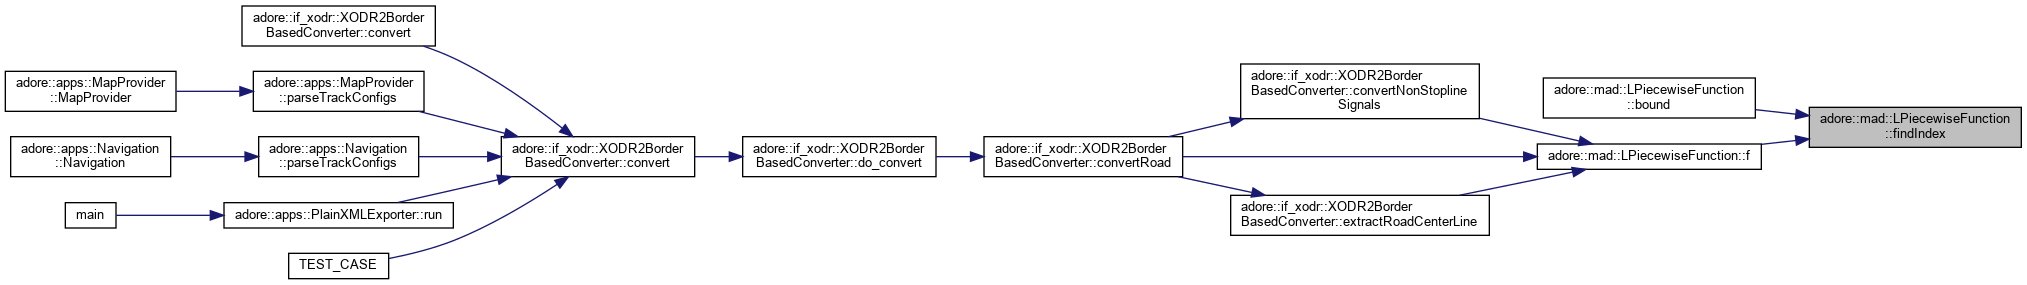 adore::if_xodr::XODR2Border
BasedConverter::convert
adore::apps::MapProvider
::MapProvider
adore::apps::MapProvider
::parseTrackConfigs
adore::apps::Navigation
::Navigation
adore::apps::Navigation
::parseTrackConfigs
main
adore::apps::PlainXMLExporter::run
TEST_CASE
adore::if_xodr::XODR2Border
BasedConverter::convert
adore::if_xodr::XODR2Border
BasedConverter::do_convert
adore::if_xodr::XODR2Border
BasedConverter::convertRoad
adore::if_xodr::XODR2Border
BasedConverter::convertNonStopline
Signals
adore::if_xodr::XODR2Border
BasedConverter::extractRoadCenterLine
adore::mad::LPiecewiseFunction
::bound
adore::mad::LPiecewiseFunction::f
adore::mad::LPiecewiseFunction
::findIndex